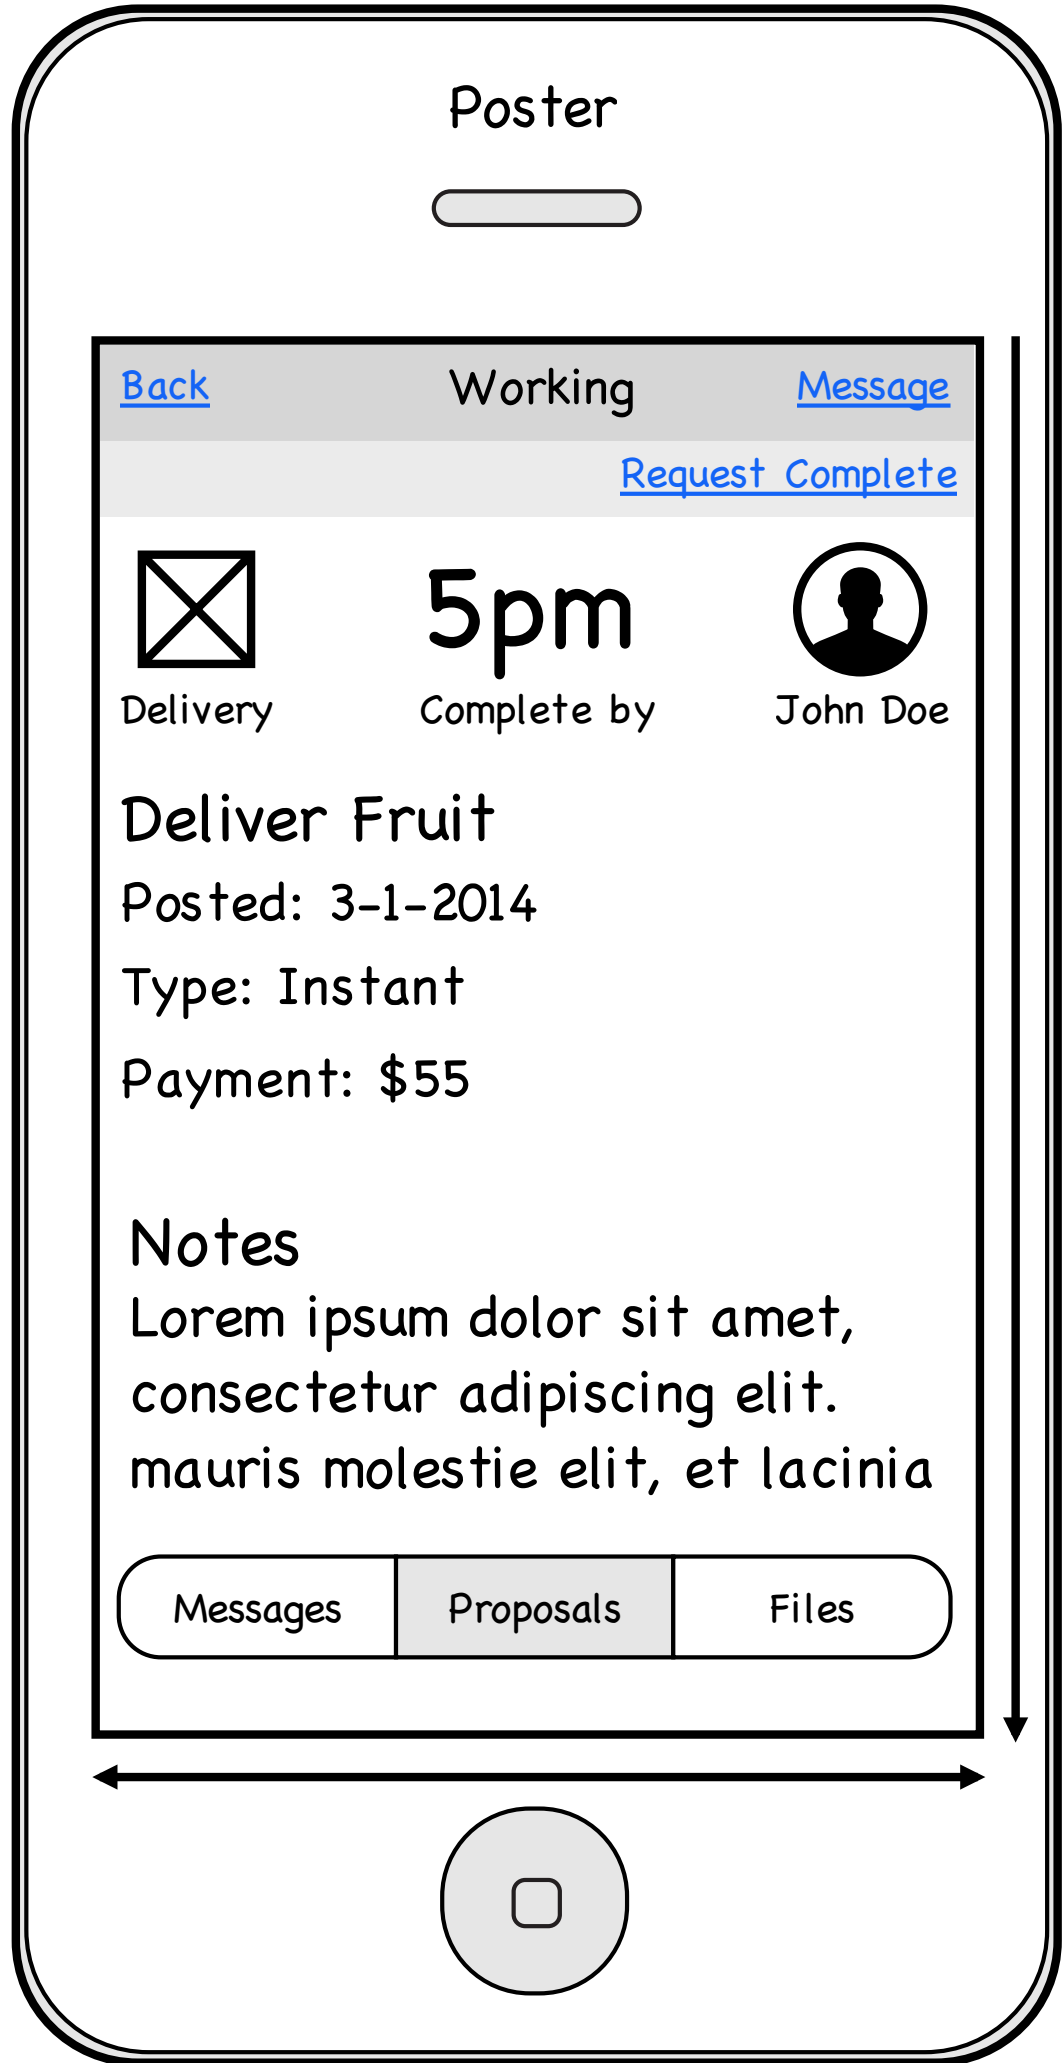 Poster
Back Working Message
Request Complete
5pm
Delivery Complete by John Doe
Deliver Fruit
Posted: 3-1-2014
Type: Instant
Payment: $55
Notes
Lorem ipsum dolor sit amet,
consectetur adipiscing elit.
mauris molestie elit, et lacinia
Messages Proposals Files